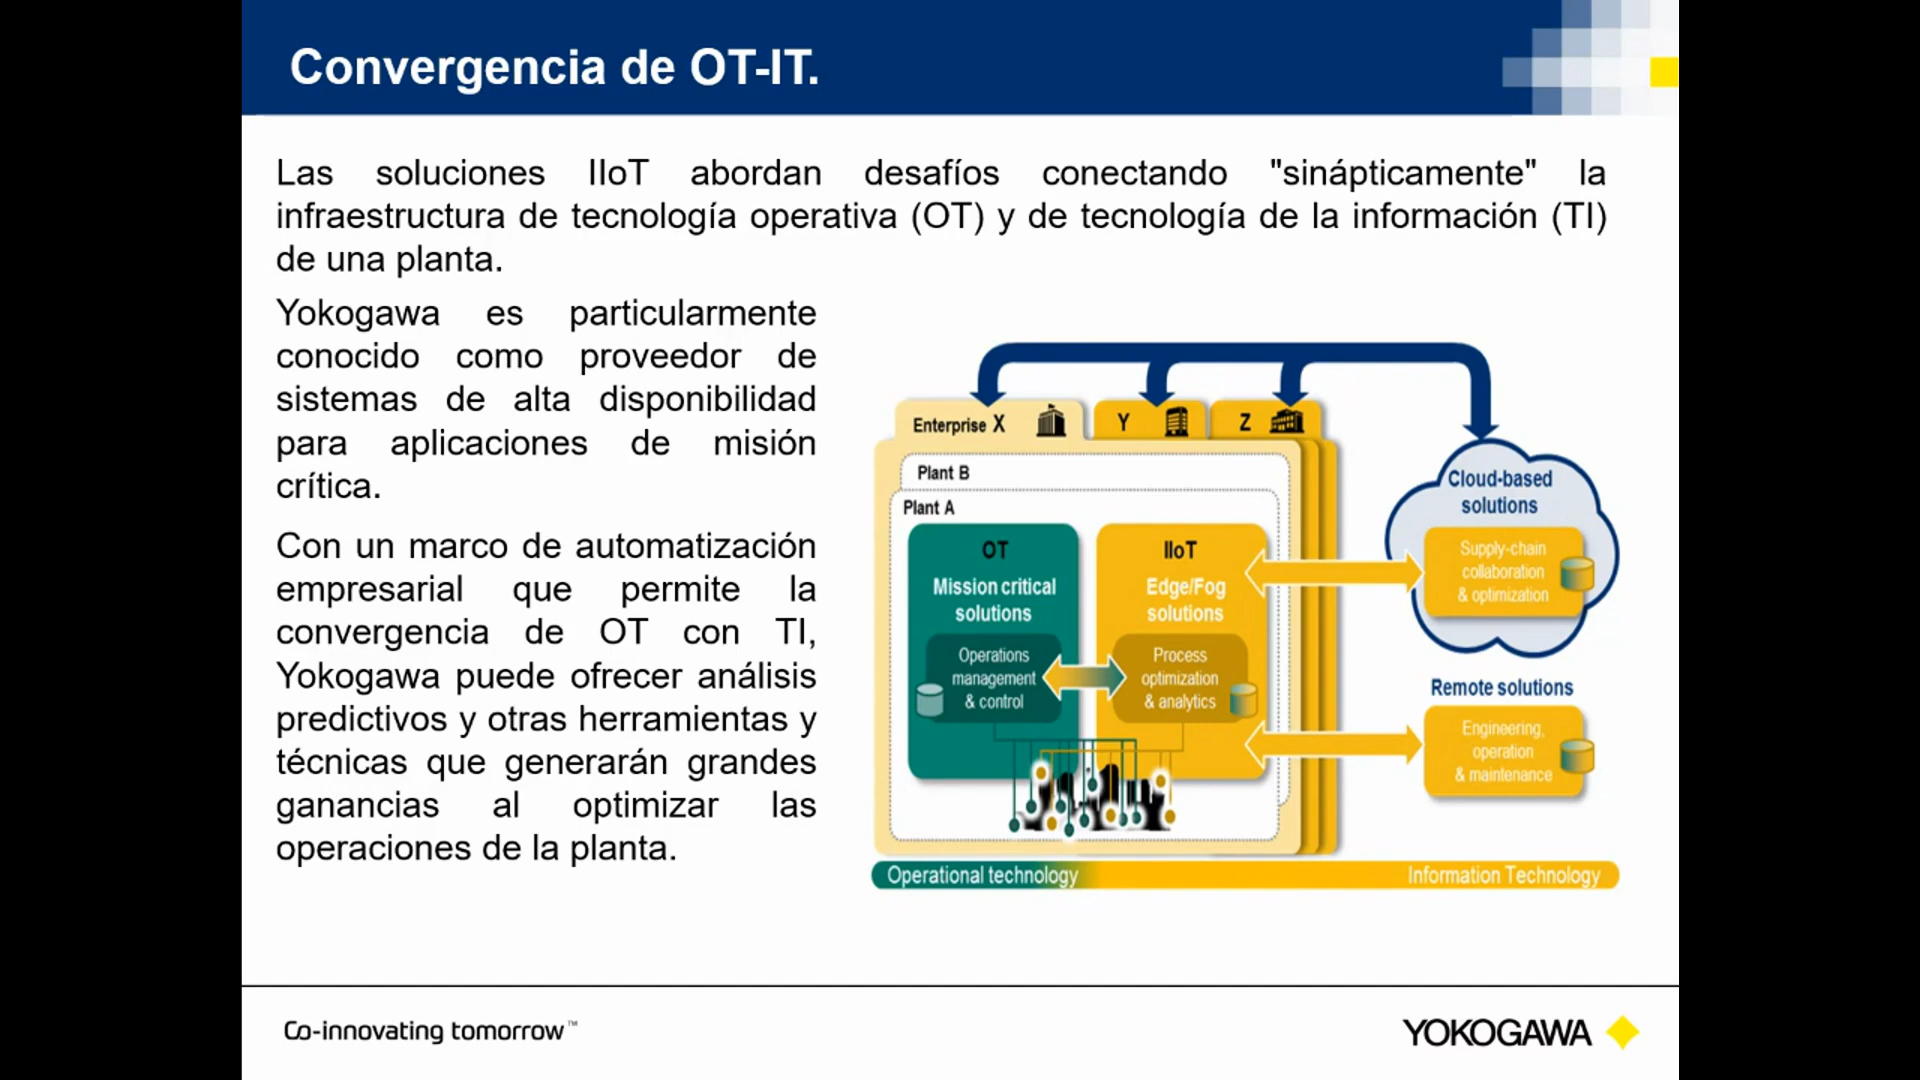 Convergencia de OT-IT.
Las soluciones IIoT abordan desafíos conectando "sinápticamente" la
infraestructura de tecnología operativa (OT) y de tecnología de la información (TI)
de una planta.
Yokogawa es particularmente
conocido como proveedor de
sistemas de alta disponibilidad
para aplicaciones de misión
crítica.
Con un marco de automatización
empresarial que permite la
convergencia de OT con TI,
Yokogawa puede ofrecer análisis
predictivos y otras herramientas y
técnicas que generarán grandes
ganancias al optimizar las
operaciones de la planta.
Enterprise X
Y
Z
Plant B
Plant A
OT
Mission critical
solutions
Operations
management
& control
IIoT
Edge/Fog
solutions
Process
optimization
& analytics
Cloud-based
solutions
Supply-chain
collaboration
& optimization
Remote solutions
Engineering,
operation
& maintenance
Operational technology
Information Technology
Co-innovating tomorrow™
YOKOGAWA